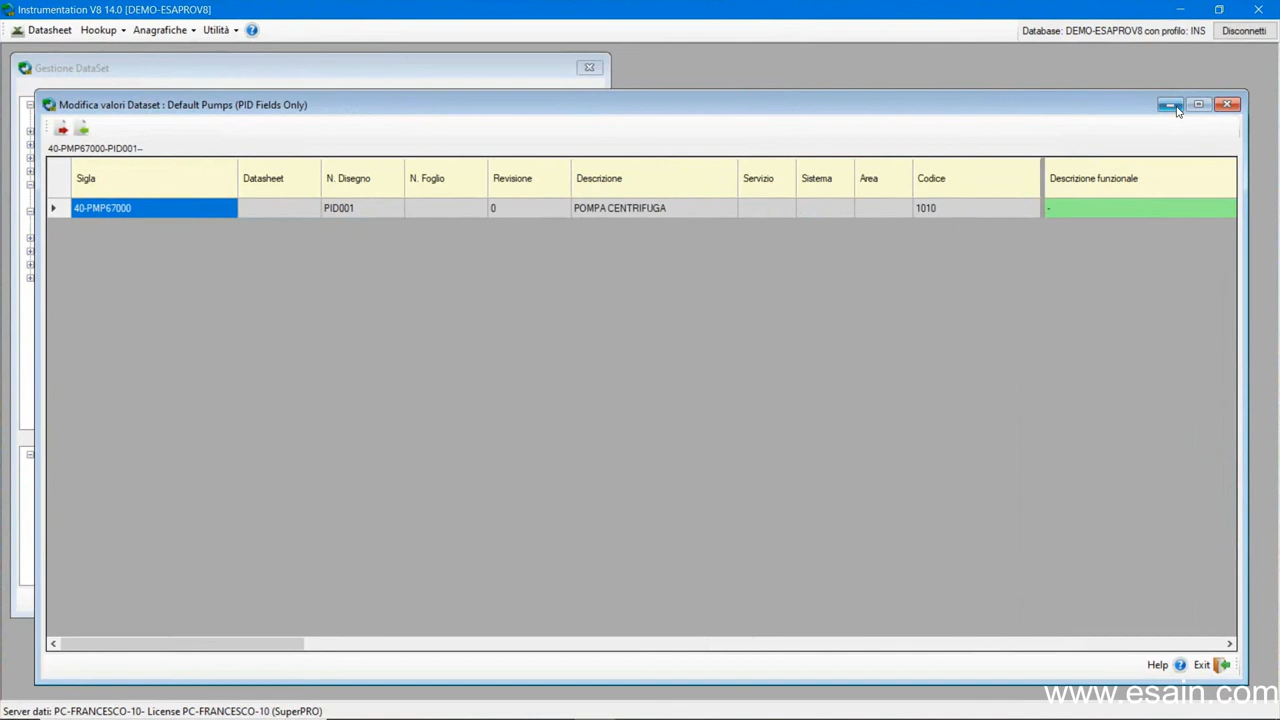 Instrumentation V8 14.0 [DEMO-ESAPROV8]
Datasheet Hookup Anagrafiche Utilità Database: DEMO-ESAPROV8 con profilo: INS Disconnetti
Gestione DataSet
Modifica valori Dataset : Default Pumps (PID Fields Only)
40-PMP67000-PID001--
Sigla Datasheet N. Disegno N. Foglio Revisione Descrizione Servizio Sistema Area Codice Descrizione funzionale
40-PMP67000 PID001 0 POMPA CENTRIFUGA 1010 -
Help Exit
www.esain.com
Server dati: PC-FRANCESCO-10- License PC-FRANCESCO-10 (SuperPRO)